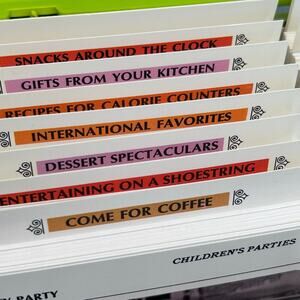 SNACKS AROUND THE CLOCK
GIFTS FROM YOUR KITCHEN
RECIPES FOR CALORIE COUNTERS
INTERNATIONAL FAVORITES
DESSERT SPECTACULARS
ENTERTAINING ON A SHOESTRING
COME FOR COFFEE
CHILDREN'S PARTIES
PARTY